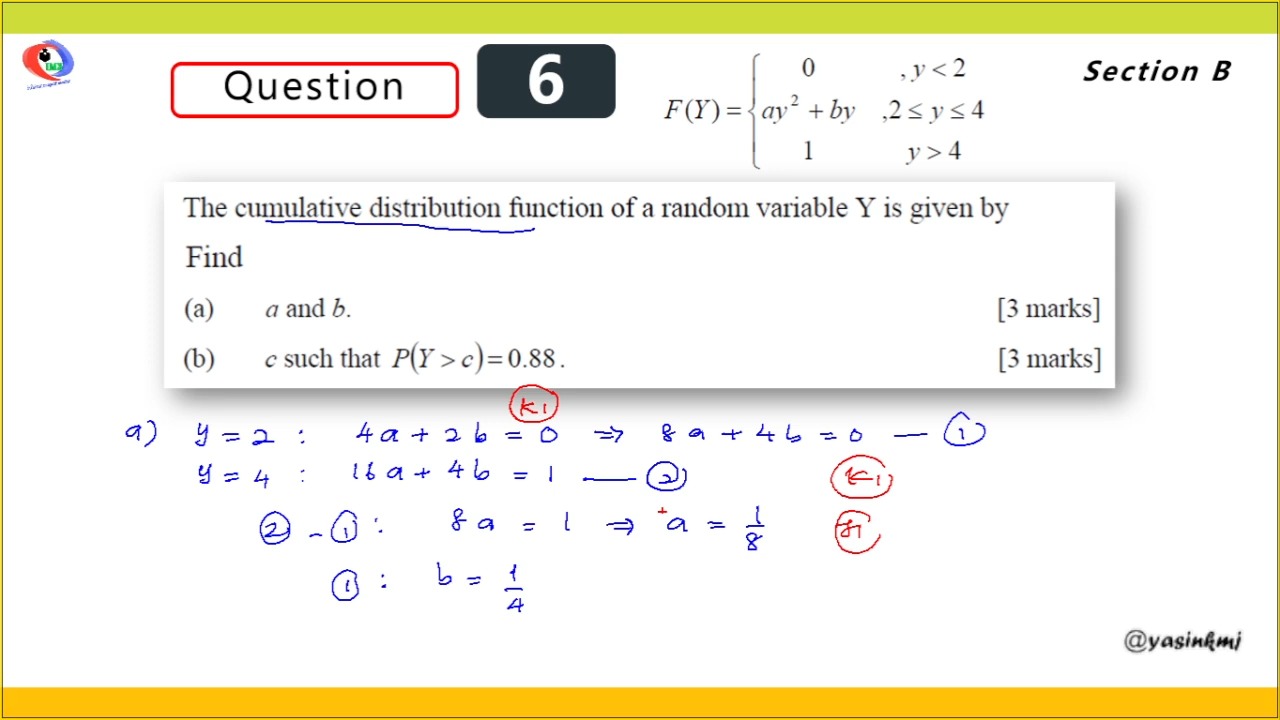 Question 6
Section B
F(Y) = { 0 , y < 2
ay² + by , 2 ≤ y ≤ 4
1 y > 4
The cumulative distribution function of a random variable Y is given by
Find
(a) a and b. [3 marks]
(b) c such that P(Y > c) = 0.88. [3 marks]
K1
a) y = 2 : 4a + 2b = 0 ⇒ 8a + 4b = 0 — ①
y = 4 : 16a + 4b = 1 — ② K1
② - ① : 8a = 1 ⇒ a = 1/8
① : b = 1/4
@yasinkmj